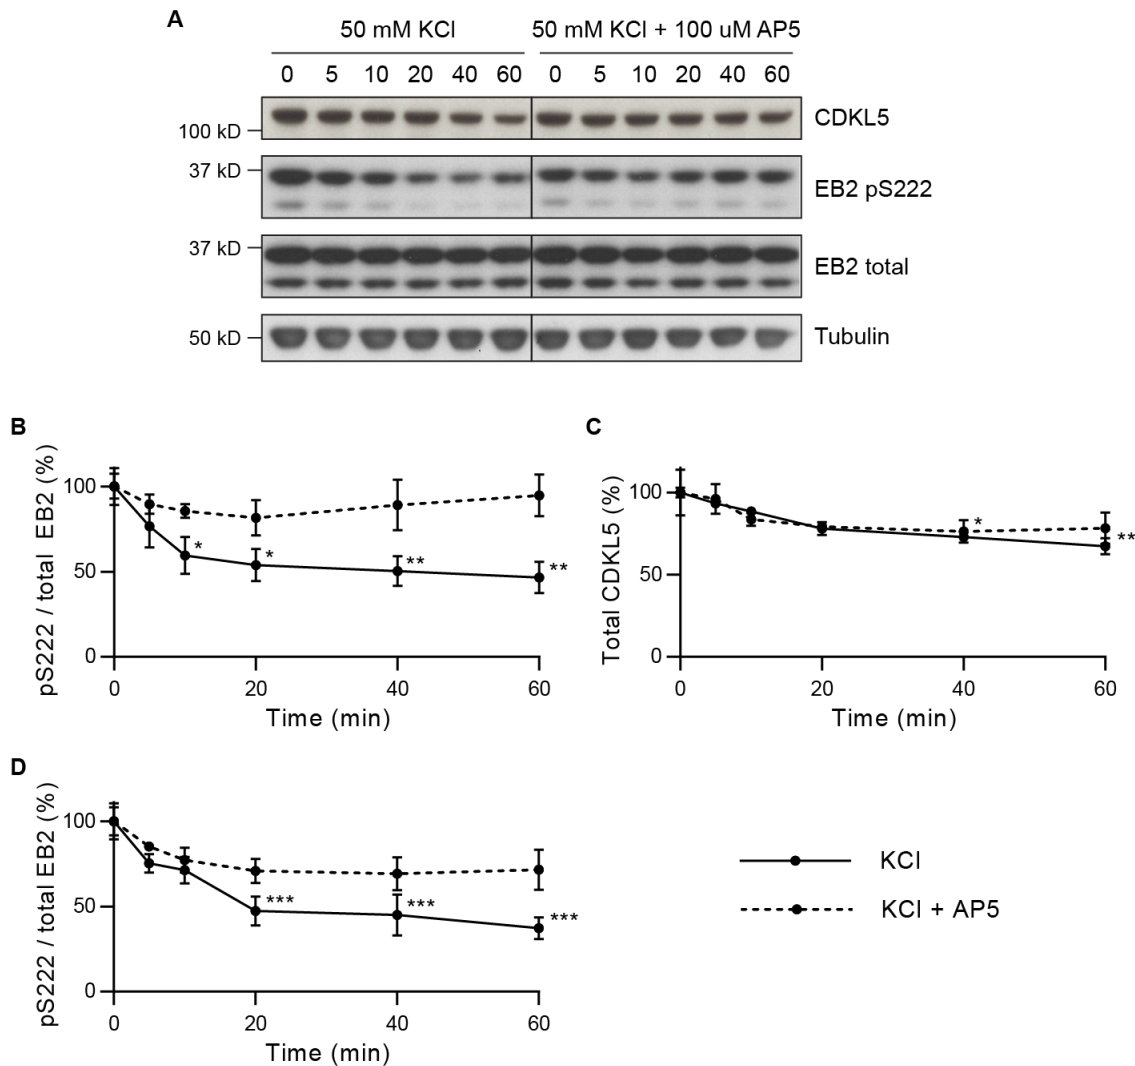 A
50 mM KCl
50 mM KCl + 100 uM AP5
0 5 10 20 40 60 0 5 10 20 40 60
100 kD
CDKL5
37 kD
EB2 pS222
37 kD
EB2 total
50 kD
Tubulin
B
pS222 / total EB2 (%)
100
50
0
*
*
**
**
0 20 40 60
Time (min)
C
Total CDKL5 (%)
100
50
0
*
**
0 20 40 60
Time (min)
D
pS222 / total EB2 (%)
100
50
0
***
***
***
0 20 40 60
Time (min)
KCl
KCl + AP5